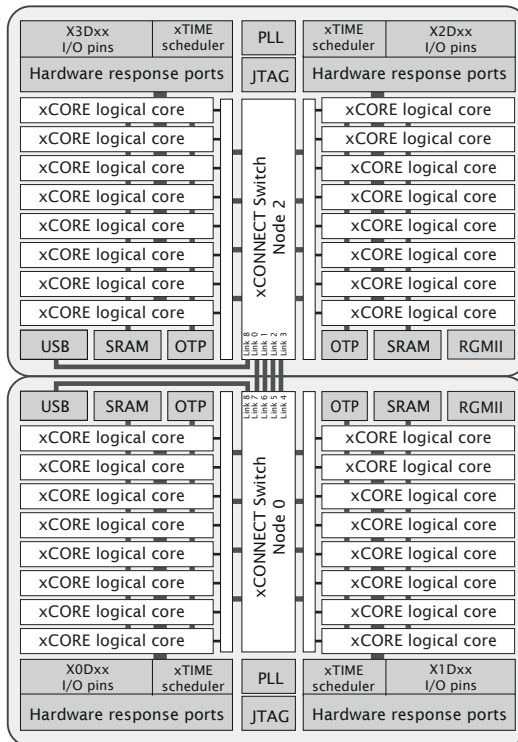 X3Dxx
I/O pins
xTIME
scheduler
PLL
xTIME
scheduler
X2Dxx
I/O pins
Hardware response ports
JTAG
Hardware response ports
xCORE logical core
xCORE logical core
xCORE logical core
xCORE logical core
xCORE logical core
xCORE logical core
xCORE logical core
xCORE logical core
xCONNECT Switch
Node 2
xCORE logical core
xCORE logical core
xCORE logical core
xCORE logical core
xCORE logical core
xCORE logical core
xCORE logical core
xCORE logical core
USB
SRAM
OTP
Link 8
Link 0
Link 1
Link 2
Link 3
OTP
SRAM
RGMII
USB
SRAM
OTP
Link 8
Link 7
Link 6
Link 5
Link 4
OTP
SRAM
RGMII
xCORE logical core
xCORE logical core
xCORE logical core
xCORE logical core
xCORE logical core
xCORE logical core
xCORE logical core
xCORE logical core
xCONNECT Switch
Node 0
xCORE logical core
xCORE logical core
xCORE logical core
xCORE logical core
xCORE logical core
xCORE logical core
xCORE logical core
xCORE logical core
X0Dxx
I/O pins
xTIME
scheduler
PLL
xTIME
scheduler
X1Dxx
I/O pins
Hardware response ports
JTAG
Hardware response ports